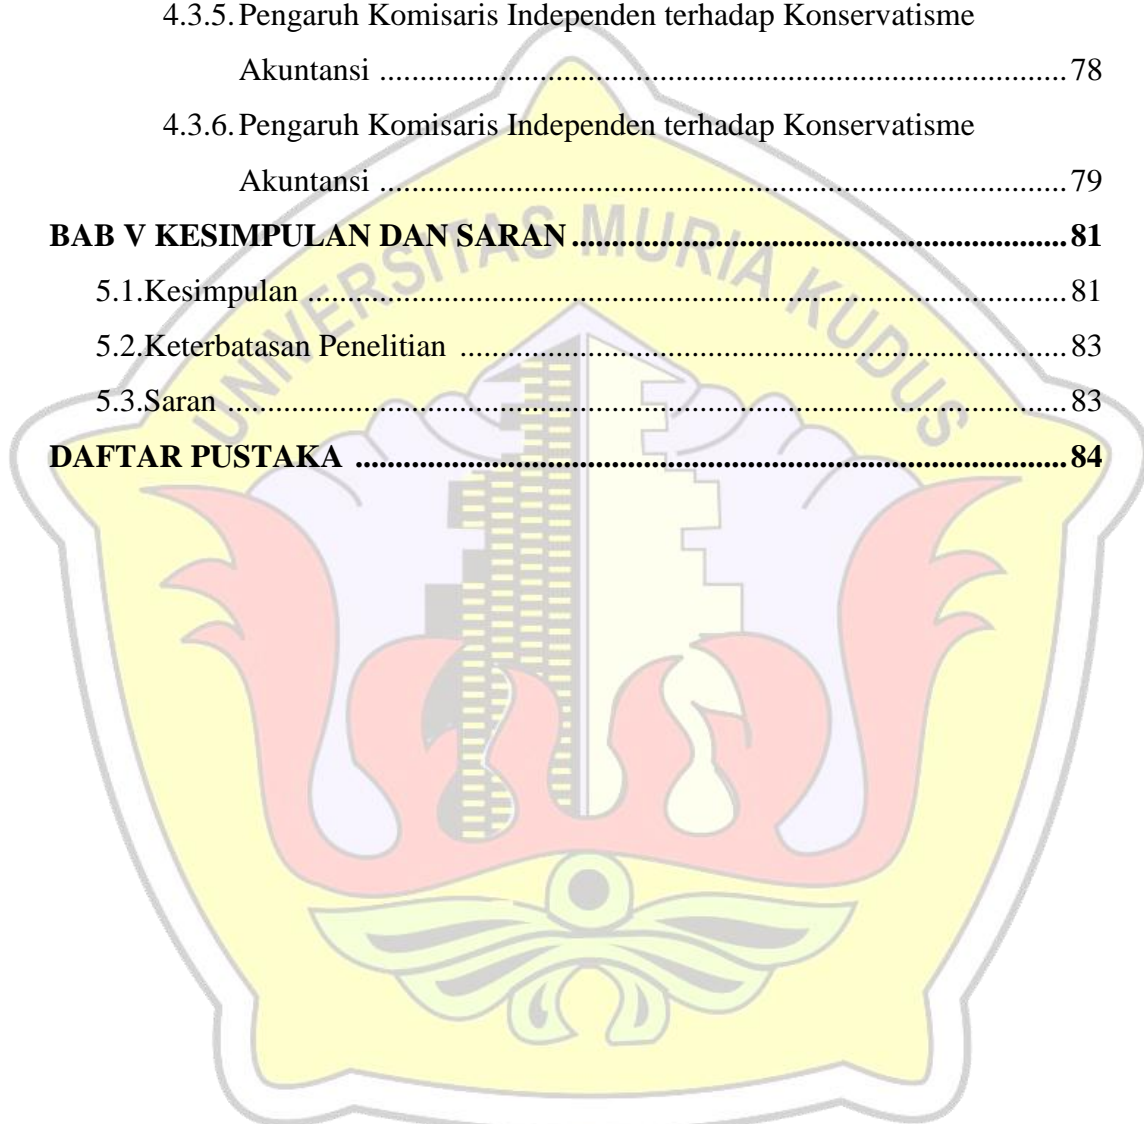 4.3.5. Pengaruh Komisaris Independen terhadap Konservatisme
Akuntansi ........................................................................................ 78
4.3.6. Pengaruh Komisaris Independen terhadap Konservatisme
Akuntansi ........................................................................................ 79
BAB V KESIMPULAN DAN SARAN ................................................................ 81
5.1.Kesimpulan .................................................................................................. 81
5.2.Keterbatasan Penelitian ............................................................................... 83
5.3.Saran ............................................................................................................ 83
DAFTAR PUSTAKA ............................................................................................ 84
UNIVERSITAS MURIA KUDUS